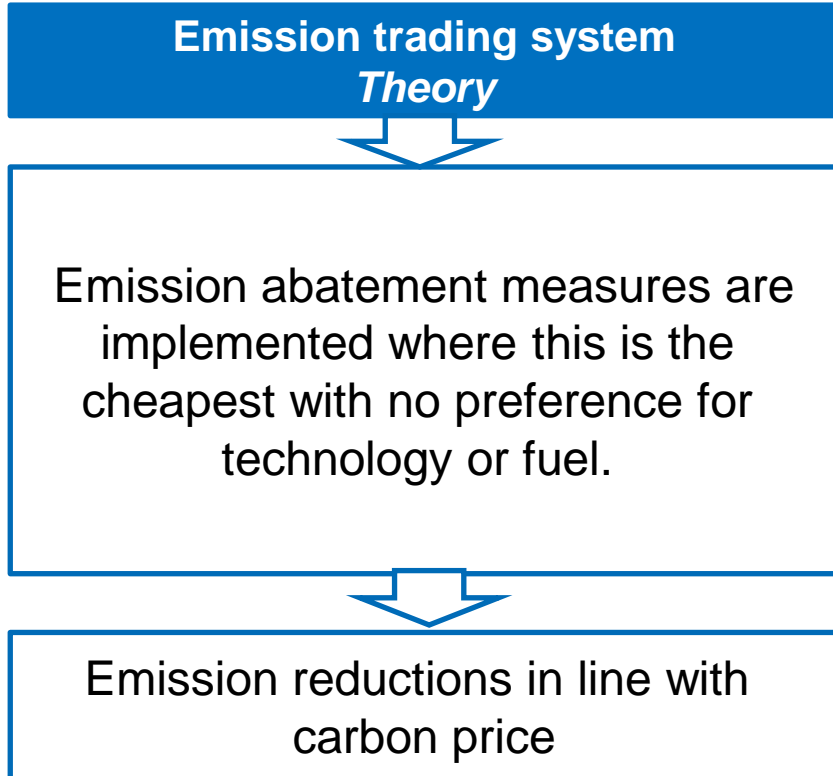 Emission trading system
Theory
Emission abatement measures are
implemented where this is the
cheapest with no preference for
technology or fuel.
Emission reductions in line with
carbon price